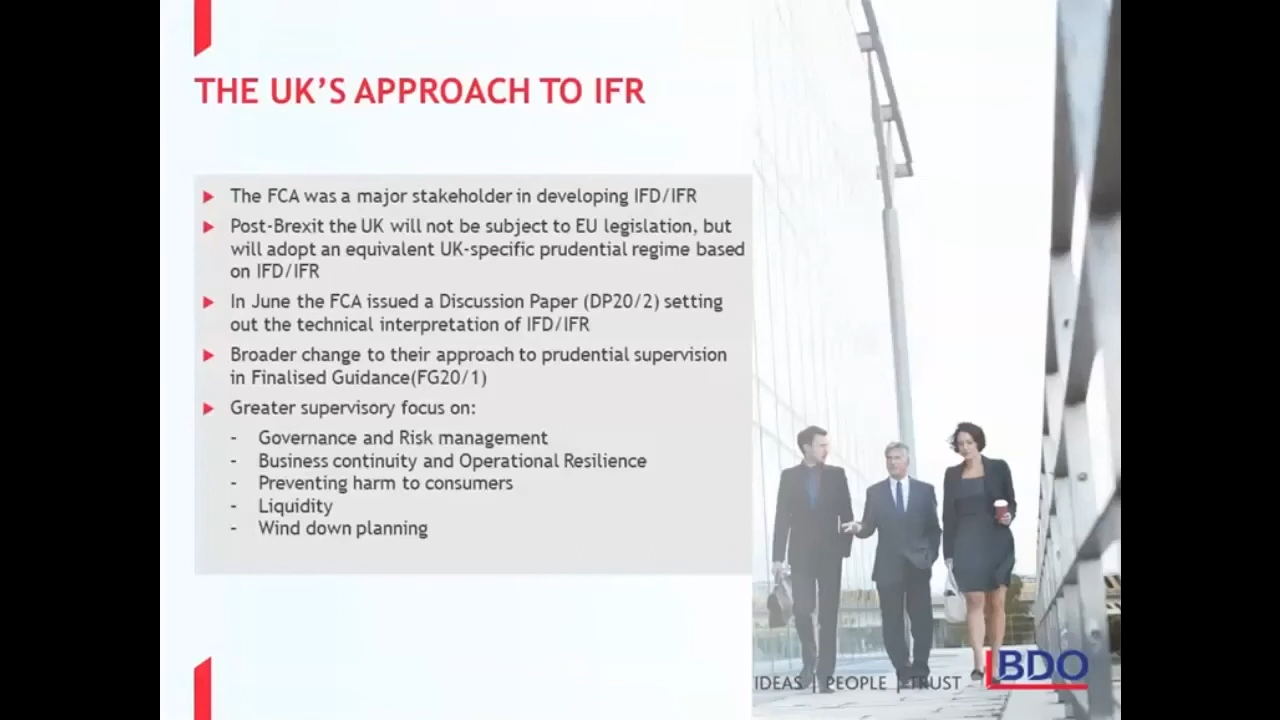 THE UK'S APPROACH TO IFR
The FCA was a major stakeholder in developing IFD/IFR
Post-Brexit the UK will not be subject to EU legislation, but
will adopt an equivalent UK-specific prudential regime based
on IFD/IFR
In June the FCA issued a Discussion Paper (DP20/2) setting
out the technical interpretation of IFD/IFR
Broader change to their approach to prudential supervision
in Finalised Guidance(FG20/1)
Greater supervisory focus on:
- Governance and Risk management
- Business continuity and Operational Resilience
- Preventing harm to consumers
- Liquidity
- Wind down planning
IDEAS | PEOPLE | TRUST
BDO